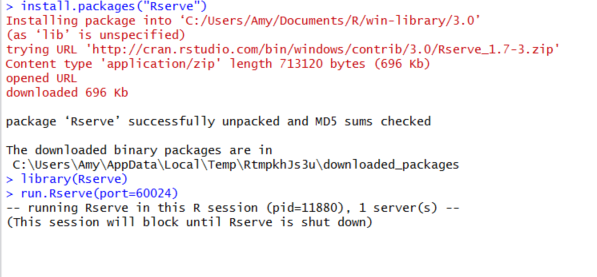 > install.packages("Rserve")
Installing package into ‘C:/Users/Amy/Documents/R/win-library/3.0’
(as ‘lib’ is unspecified)
trying URL 'http://cran.rstudio.com/bin/windows/contrib/3.0/Rserve_1.7-3.zip'
Content type 'application/zip' length 713120 bytes (696 Kb)
opened URL
downloaded 696 Kb
package ‘Rserve’ successfully unpacked and MD5 sums checked
The downloaded binary packages are in
C:\Users\Amy\AppData\Local\Temp\RtmpkhJs3u\downloaded_packages
> library(Rserve)
> run.Rserve(port=60024)
-- running Rserve in this R session (pid=11880), 1 server(s) --
(This session will block until Rserve is shut down)